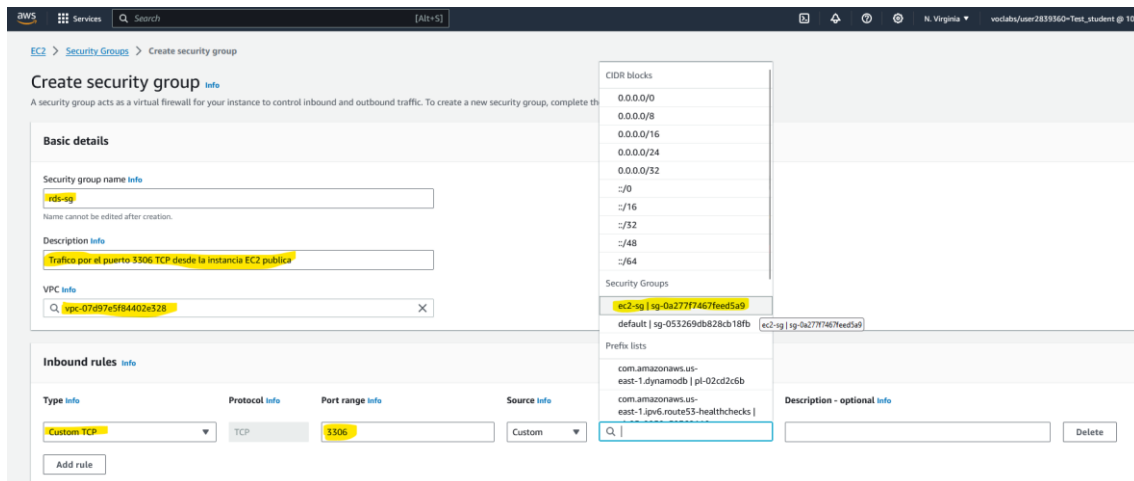 aws
Services
Search
[Alt+S]
N. Virginia
voclabs/user2839360=Test_student @ 10
EC2 > Security Groups > Create security group
Create security group Info
A security group acts as a virtual firewall for your instance to control inbound and outbound traffic. To create a new security group, complete th
Basic details
Security group name Info
rds-sg
Name cannot be edited after creation.
Description Info
Trafico por el puerto 3306 TCP desde la instancia EC2 publica
VPC Info
vpc-07d97e5f84402e328
CIDR blocks
0.0.0.0/0
0.0.0.0/8
0.0.0.0/16
0.0.0.0/24
0.0.0.0/32
::/0
::/16
::/32
::/48
::/64
Security Groups
ec2-sg | sg-0a277f7467feed5a9
default | sg-053269db828cb18fb
ec2-sg | sg-0a277f7467feed5a9
Prefix lists
com.amazonaws.us-
east-1.dynamodb | pl-02cd2c6b
com.amazonaws.us-
east-1.ipv6.route53-healthchecks |
Inbound rules Info
Type Info
Protocol Info
Port range Info
Source Info
Description - optional Info
Custom TCP
TCP
3306
Custom
Delete
Add rule